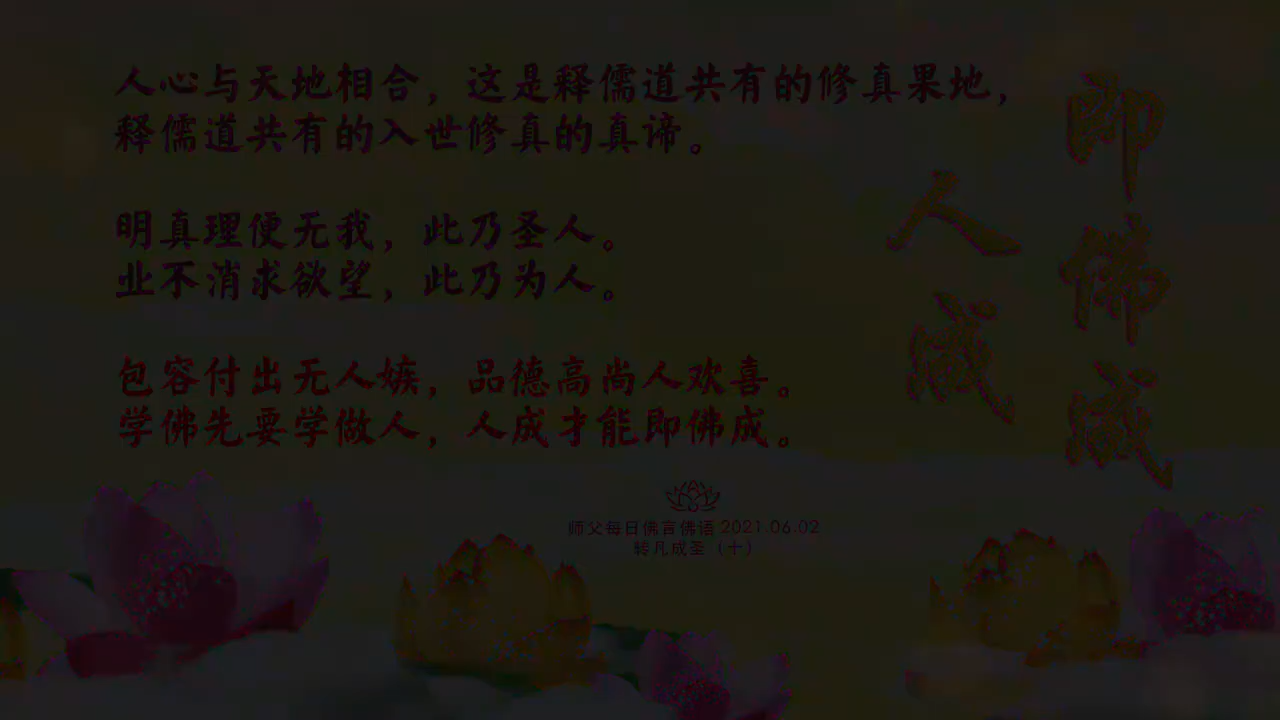 人心与天地相合，这是释儒道共有的修真果地，
释儒道共有的入世修真的真谛。
明真理便无我，此乃圣人。
业不消求欲望，此乃为人。
包容付出无人嫉，品德高尚人欢喜。
学佛先要学做人，人成才能即佛成。
人成
即佛成
师父每日佛言佛语 2021.06.02
转凡成圣（十）